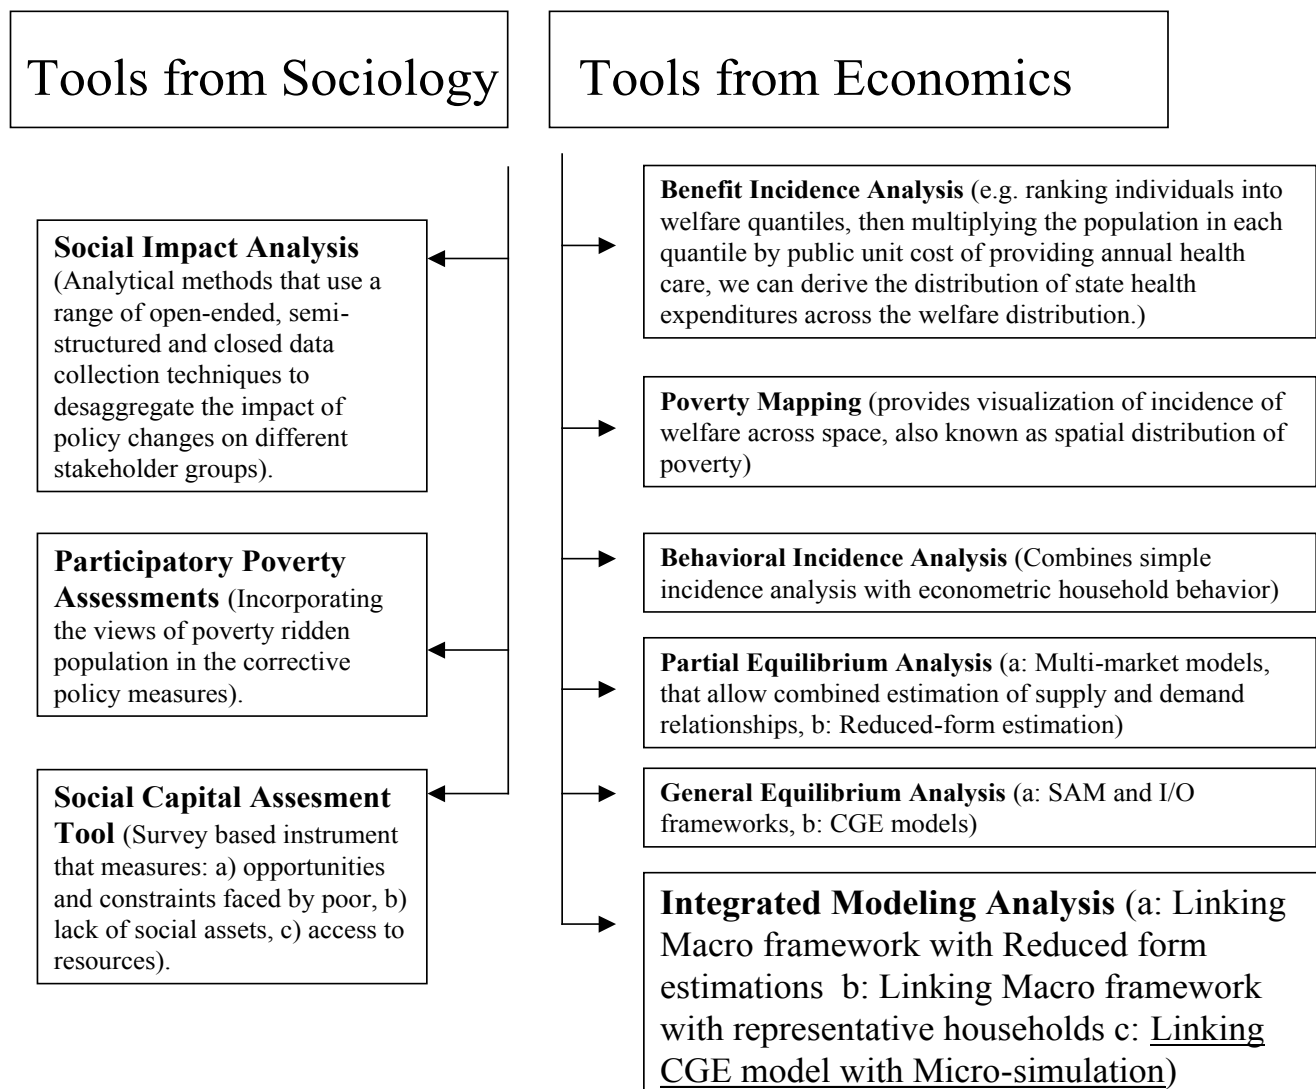 Tools from Sociology
Tools from Economics
Social Impact Analysis
(Analytical methods that use a
range of open-ended, semi-
structured and closed data
collection techniques to
desaggregate the impact of
policy changes on different
stakeholder groups).
Participatory Poverty
Assessments (Incorporating
the views of poverty ridden
population in the corrective
policy measures).
Social Capital Assesment
Tool (Survey based instrument
that measures: a) opportunities
and constraints faced by poor, b)
lack of social assets, c) access to
resources).
Benefit Incidence Analysis (e.g. ranking individuals into
welfare quantiles, then multiplying the population in each
quantile by public unit cost of providing annual health
care, we can derive the distribution of state health
expenditures across the welfare distribution.)
Poverty Mapping (provides visualization of incidence of
welfare across space, also known as spatial distribution of
poverty)
Behavioral Incidence Analysis (Combines simple
incidence analysis with econometric household behavior)
Partial Equilibrium Analysis (a: Multi-market models,
that allow combined estimation of supply and demand
relationships, b: Reduced-form estimation)
General Equilibrium Analysis (a: SAM and I/O
frameworks, b: CGE models)
Integrated Modeling Analysis (a: Linking
Macro framework with Reduced form
estimations b: Linking Macro framework
with representative households c: Linking
CGE model with Micro-simulation)